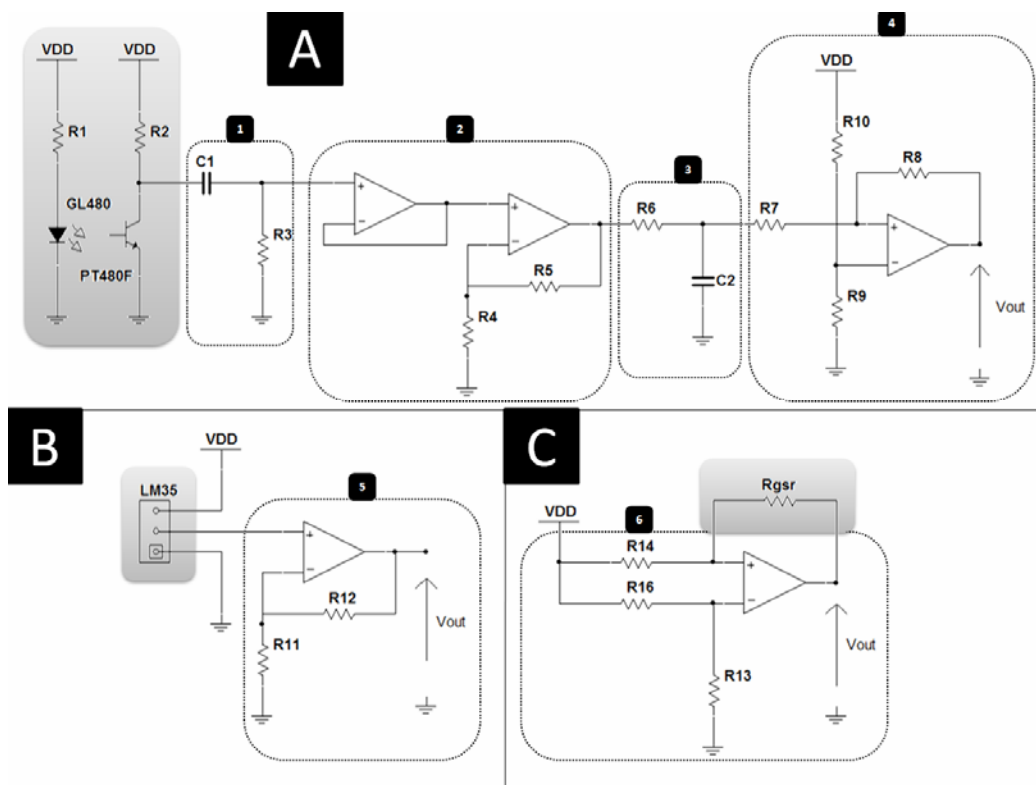 A
1
2
3
4
VDD
VDD
R1
R2
GL480
PT480F
C1
R3
+
−
+
−
R5
R4
R6
C2
R7
VDD
R10
R8
+
−
R9
Vout
B
VDD
LM35
5
+
−
R12
R11
Vout
C
VDD
6
Rgsr
R14
R16
+
−
R13
Vout